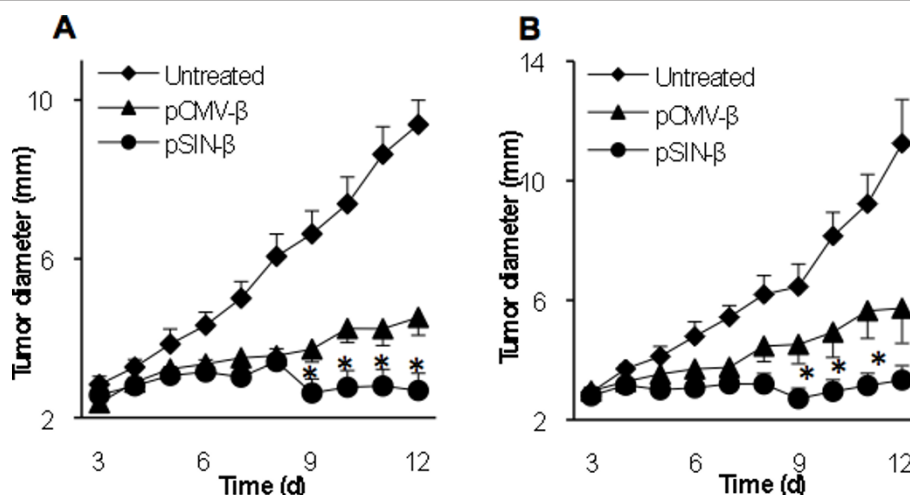 A
Untreated
pCMV-β
pSIN-β
10
6
2
Tumor diameter (mm)
3 6 9 12
Time (d)
* * * *
B
Untreated
pCMV-β
pSIN-β
14
10
6
2
Tumor diameter (mm)
3 6 9 12
Time (d)
* * *